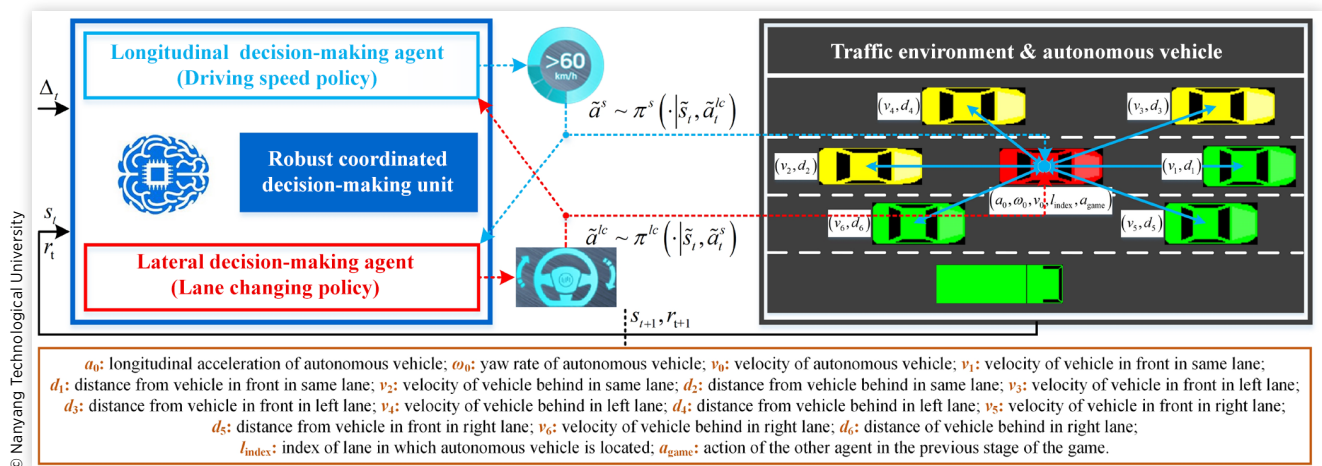 © Nanyang Technological University
Δt
st
rt
Longitudinal decision-making agent
(Driving speed policy)
Robust coordinated
decision-making unit
Lateral decision-making agent
(Lane changing policy)
>60
km/h
ã^s ~ π^s(·|s̃_t, ã_t^lc)
ã^lc ~ π^lc(·|s̃_t, ã_t^s)
s_t+1, r_t+1
Traffic environment & autonomous vehicle
(v4, d4)
(v3, d3)
(v2, d2)
(v1, d1)
(a0, ω0, v0, l_index, a_game)
(v6, d6)
(v5, d5)
a0: longitudinal acceleration of autonomous vehicle; ω0: yaw rate of autonomous vehicle; v0: velocity of autonomous vehicle; v1: velocity of vehicle in front in same lane;
d1: distance from vehicle in front in same lane; v2: velocity of vehicle behind in same lane; d2: distance from vehicle behind in same lane; v3: velocity of vehicle in front in left lane;
d3: distance from vehicle in front in left lane; v4: velocity of vehicle behind in left lane; d4: distance from vehicle behind in left lane; v5: velocity of vehicle in front in right lane;
d5: distance from vehicle in front in right lane; v6: velocity of vehicle behind in right lane; d6: distance of vehicle behind in right lane;
l_index: index of lane in which autonomous vehicle is located; a_game: action of the other agent in the previous stage of the game.